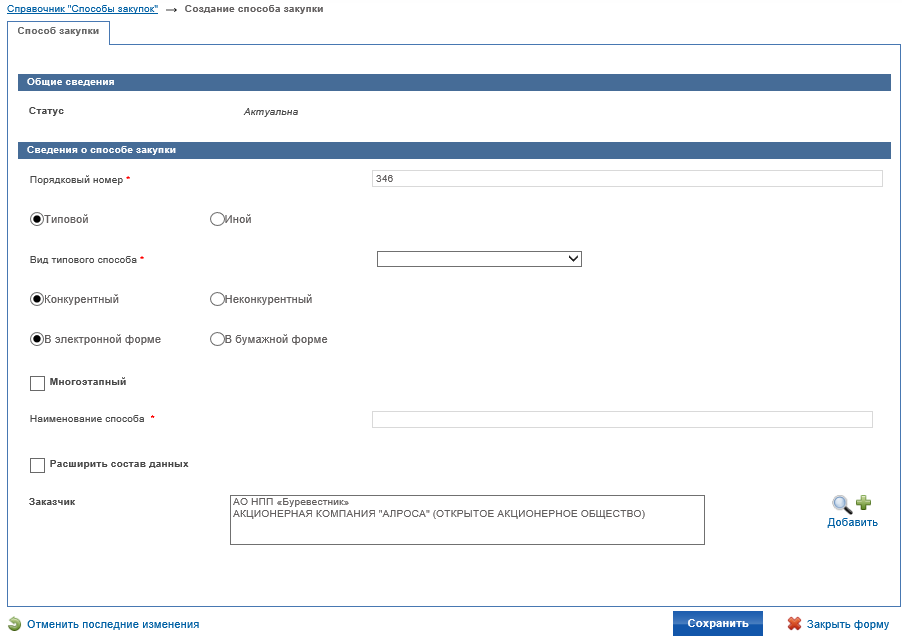 Справочник "Способы закупок" → Создание способа закупки
Способ закупки
Общие сведения
Статус Актуальна
Сведения о способе закупки
Порядковый номер * 346
Типовой Иной
Вид типового способа *
Конкурентный Неконкурентный
В электронной форме В бумажной форме
Многоэтапный
Наименование способа *
Расширить состав данных
Заказчик
АО НПП «Буревестник»
АКЦИОНЕРНАЯ КОМПАНИЯ "АЛРОСА" (ОТКРЫТОЕ АКЦИОНЕРНОЕ ОБЩЕСТВО)
Добавить
Отменить последние изменения Сохранить Закрыть форму